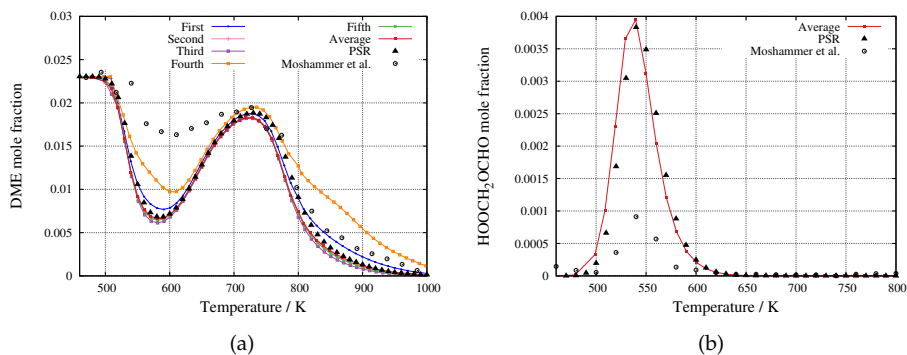 First
Second
Third
Fourth
Fifth
Average
PSR
Moshammer et al.
DME mole fraction
0.03
0.025
0.02
0.015
0.01
0.005
0
500 600 700 800 900 1000
Temperature / K
(a)
Average
PSR
Moshammer et al.
HOOCH₂OCHO mole fraction
0.004
0.0035
0.003
0.0025
0.002
0.0015
0.001
0.0005
0
500 550 600 650 700 750 800
Temperature / K
(b)